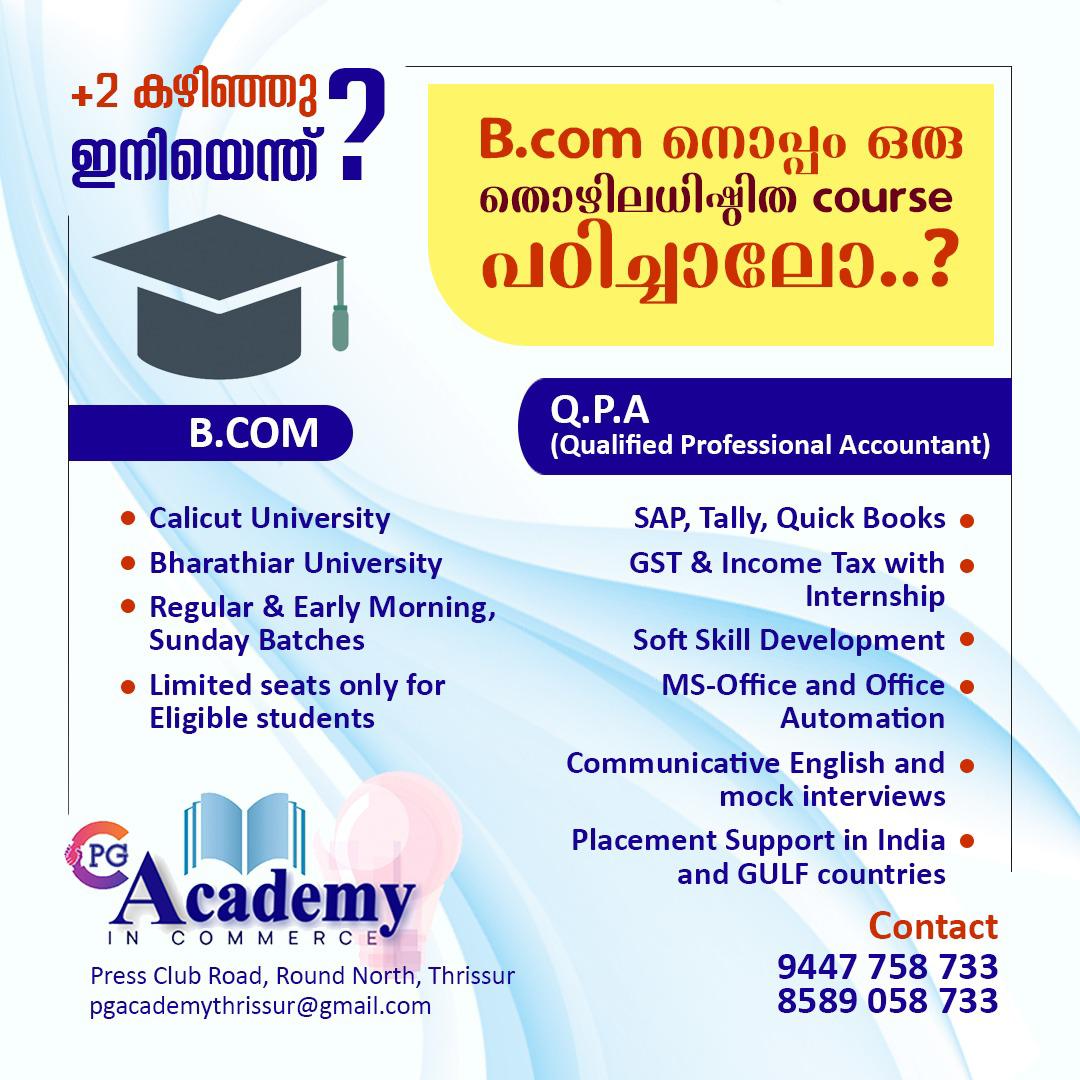 +2 കഴിഞ്ഞു
ഇനിയെന്ത് ?
B.com നൊപ്പം ഒരു
തൊഴിലധിഷ്ഠിത course
പഠിച്ചാലോ..?
B.COM
Calicut University
Bharathiar University
Regular & Early Morning,
Sunday Batches
Limited seats only for
Eligible students
Q.P.A
(Qualified Professional Accountant)
SAP, Tally, Quick Books
GST & Income Tax with
Internship
Soft Skill Development
MS-Office and Office
Automation
Communicative English and
mock interviews
Placement Support in India
and GULF countries
PG
Academy
IN COMMERCE
Press Club Road, Round North, Thrissur
pgacademythrissur@gmail.com
Contact
9447 758 733
8589 058 733